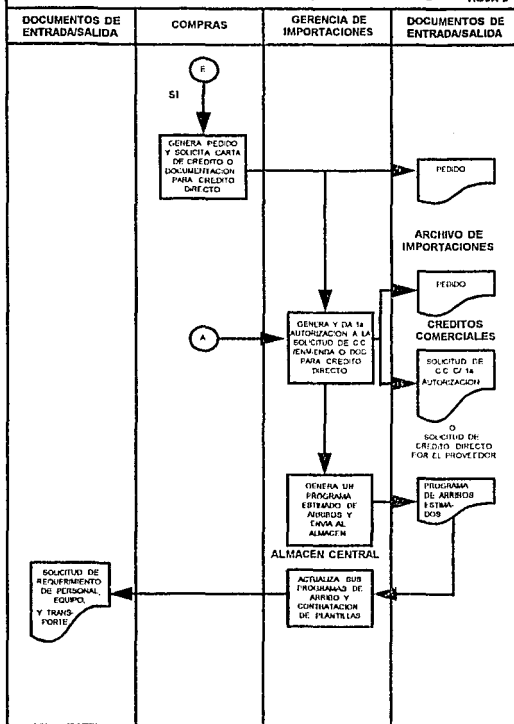 DOCUMENTOS DE
ENTRADA/SALIDA
COMPRAS
GERENCIA DE
IMPORTACIONES
DOCUMENTOS DE
ENTRADA/SALIDA
E
SI
GENERA PEDIDO
Y SOLICITA CARTA
DE CREDITO O
DOCUMENTACION
PARA CREDITO
DIRECTO
PEDIDO
ARCHIVO DE
IMPORTACIONES
PEDIDO
A
GENERA Y DA 1a
AUTORIZACION A LA
SOLICITUD DE C C
/ENMIENDA O DOC
PARA CREDITO
DIRECTO
CREDITOS
COMERCIALES
SOLICITUD DE
C C C/ 1a
AUTORIZACION
O
SOLICITUD DE
CREDITO DIRECTO
POR EL PROVEEDOR
GENERA UN
PROGRAMA
ESTIMADO DE
ARRIBOS Y
ENVIA AL
ALMACEN
PROGRAMA
DE ARRIBOS
ESTIMA-
DOS
ALMACEN CENTRAL
SOLICITUD DE
REQUERIMIENTO
DE PERSONAL,
EQUIPO,
Y TRANS-
PORTE
ACTUALIZA SUS
PROGRAMAS DE
ARRIBO Y
CONTRATACION
DE PLANTILLAS